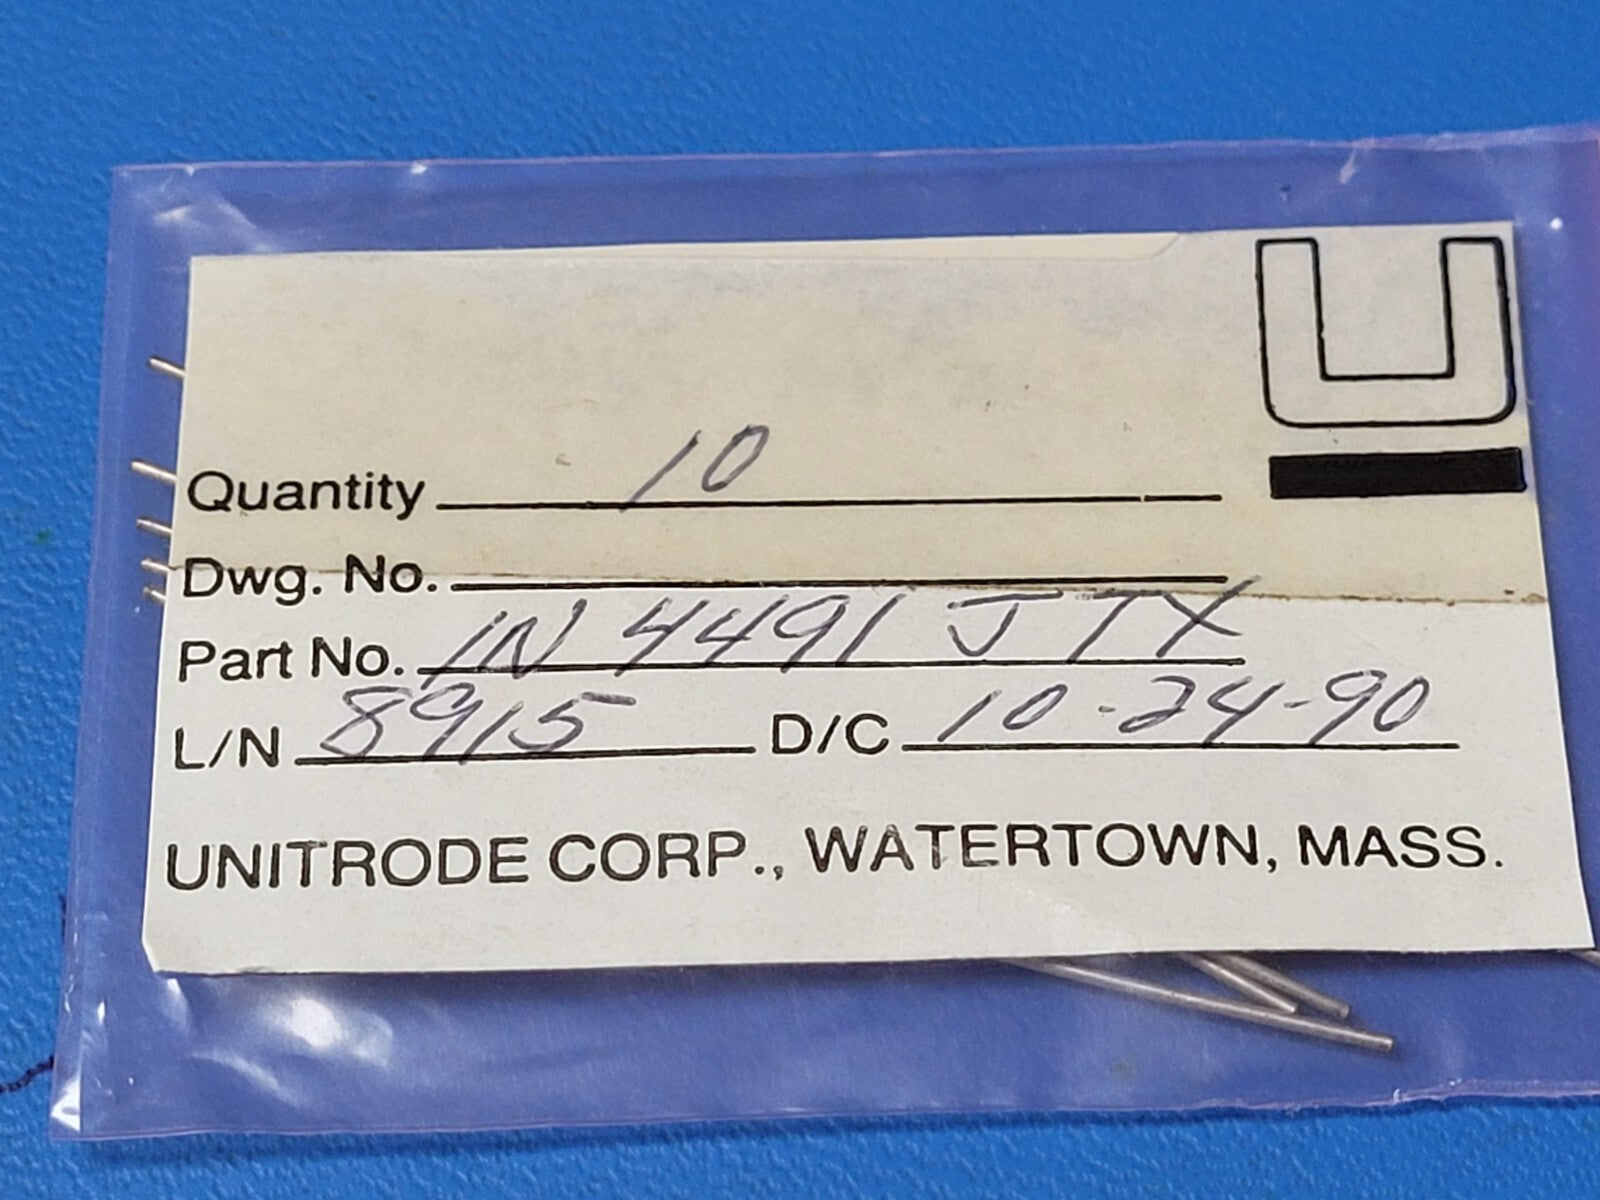 Quantity 10
Dwg. No.
Part No. 1N 4491 JTX
L/N 8915 D/C 10-24-90
UNITRODE CORP., WATERTOWN, MASS.